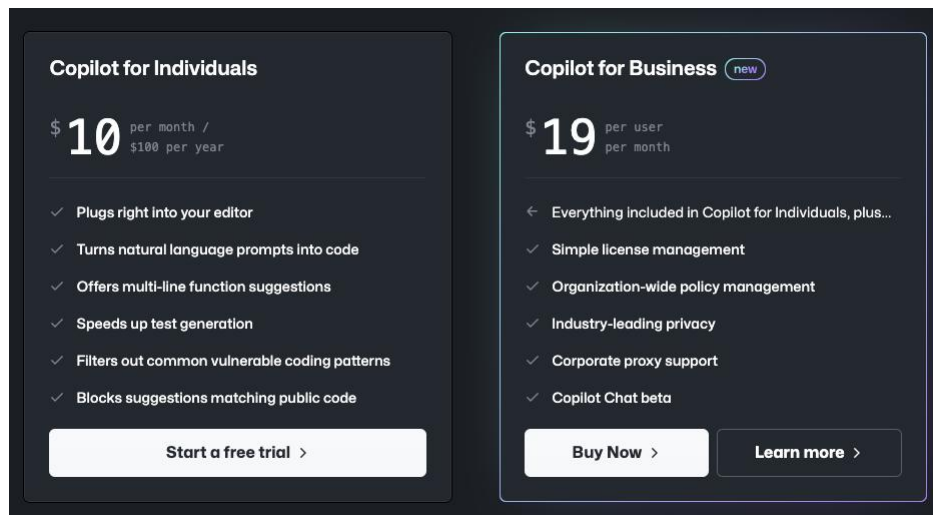 Copilot for Individuals
$ 10 per month /
$100 per year
Plugs right into your editor
Turns natural language prompts into code
Offers multi-line function suggestions
Speeds up test generation
Filters out common vulnerable coding patterns
Blocks suggestions matching public code
Start a free trial
Copilot for Business new
$ 19 per user
per month
Everything included in Copilot for Individuals, plus...
Simple license management
Organization-wide policy management
Industry-leading privacy
Corporate proxy support
Copilot Chat beta
Buy Now
Learn more